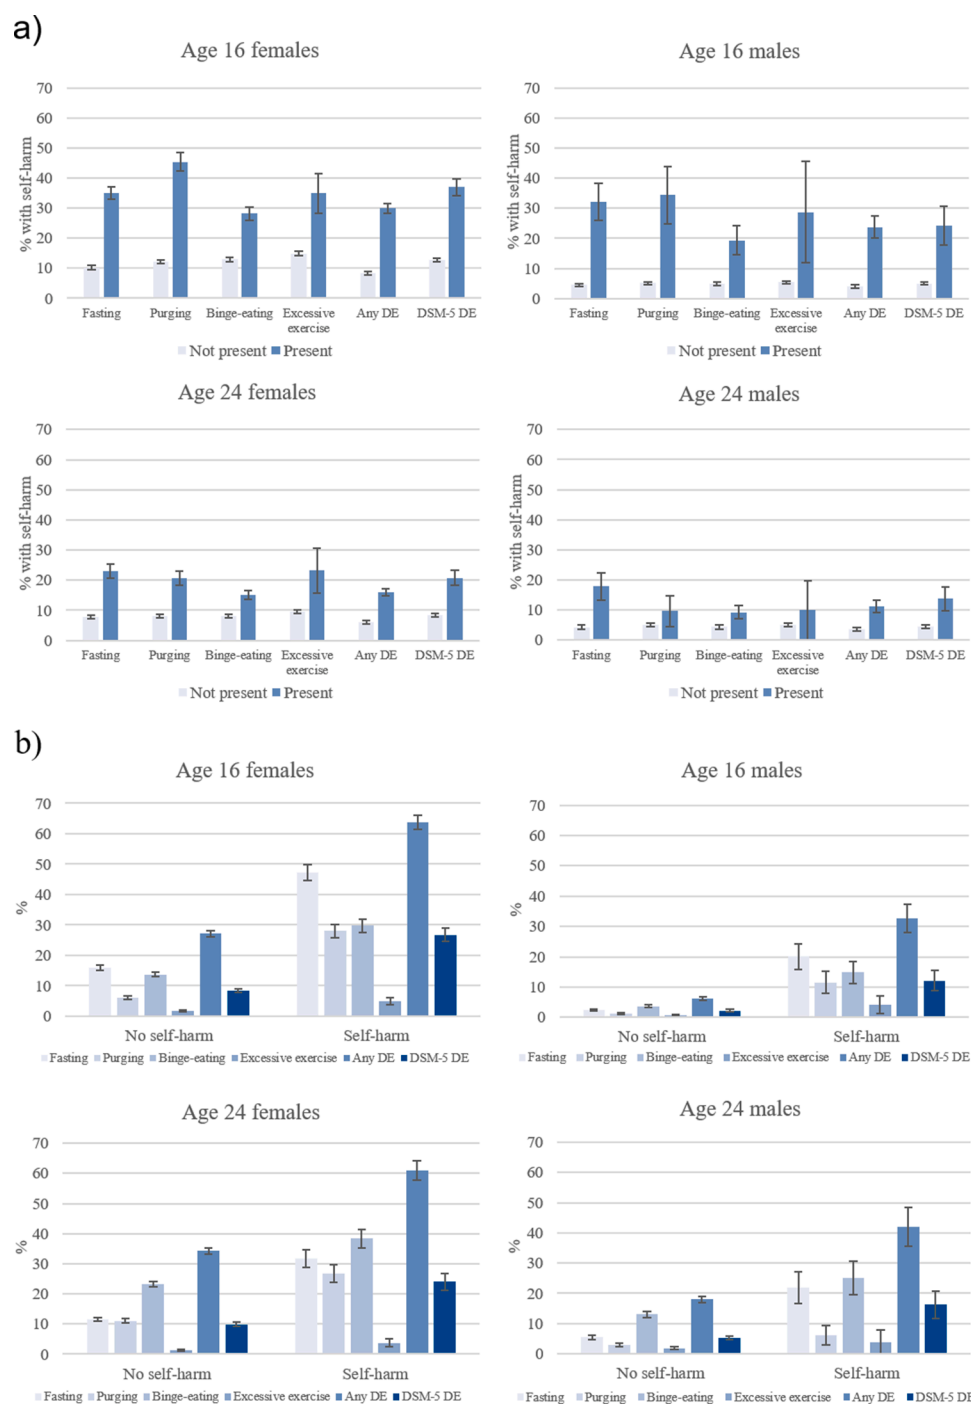 a)
Age 16 females
70
60
50
40
30
20
10
0
% with self-harm
Fasting Purging Binge-eating Excessive exercise Any DE DSM-5 DE
Not present Present
Age 16 males
70
60
50
40
30
20
10
0
% with self-harm
Fasting Purging Binge-eating Excessive exercise Any DE DSM-5 DE
Not present Present
Age 24 females
70
60
50
40
30
20
10
0
% with self-harm
Fasting Purging Binge-eating Excessive exercise Any DE DSM-5 DE
Not present Present
Age 24 males
70
60
50
40
30
20
10
0
% with self-harm
Fasting Purging Binge-eating Excessive exercise Any DE DSM-5 DE
Not present Present
b)
Age 16 females
70
60
50
40
30
20
10
0
%
No self-harm Self-harm
Fasting Purging Binge-eating Excessive exercise Any DE DSM-5 DE
Age 16 males
70
60
50
40
30
20
10
0
%
No self-harm Self-harm
Fasting Purging Binge-eating Excessive exercise Any DE DSM-5 DE
Age 24 females
70
60
50
40
30
20
10
0
%
No self-harm Self-harm
Fasting Purging Binge-eating Excessive exercise Any DE DSM-5 DE
Age 24 males
70
60
50
40
30
20
10
0
%
No self-harm Self-harm
Fasting Purging Binge-eating Excessive exercise Any DE DSM-5 DE